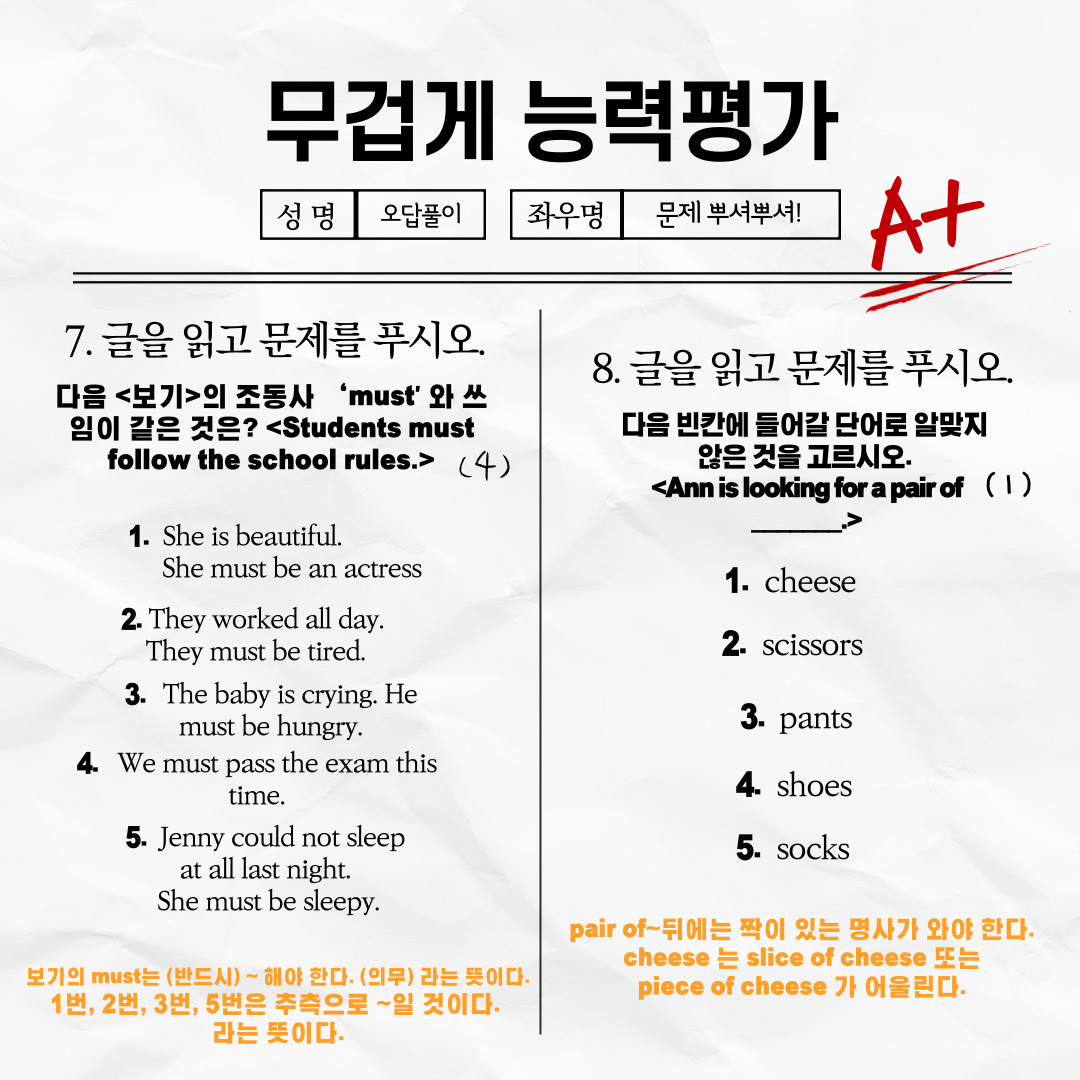 무겁게 능력평가
성 명 오답풀이 좌우명 문제 뿌셔뿌셔!
A+
7. 글을 읽고 문제를 푸시오.
다음 <보기>의 조동사 ‘must' 와 쓰
임이 같은 것은? <Students must
follow the school rules.> (4)
1. She is beautiful.
She must be an actress
2. They worked all day.
They must be tired.
3. The baby is crying. He
must be hungry.
4. We must pass the exam this
time.
5. Jenny could not sleep
at all last night.
She must be sleepy.
보기의 must는 (반드시) ~ 해야 한다. (의무) 라는 뜻이다.
1번, 2번, 3번, 5번은 추측으로 ~일 것이다.
라는 뜻이다.
8. 글을 읽고 문제를 푸시오.
다음 빈칸에 들어갈 단어로 알맞지
않은 것을 고르시오.
<Ann is looking for a pair of (1)
_______.>
1. cheese
2. scissors
3. pants
4. shoes
5. socks
pair of~뒤에는 짝이 있는 명사가 와야 한다.
cheese 는 slice of cheese 또는
piece of cheese 가 어울린다.